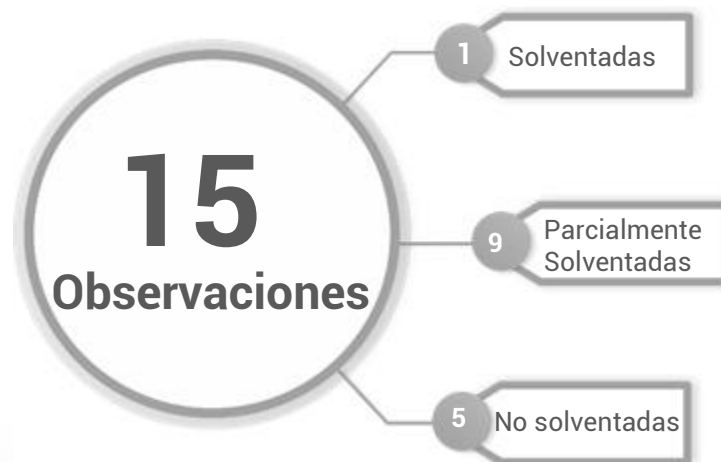 15
Observaciones
1
Solventadas
9
Parcialmente
Solventadas
5
No solventadas